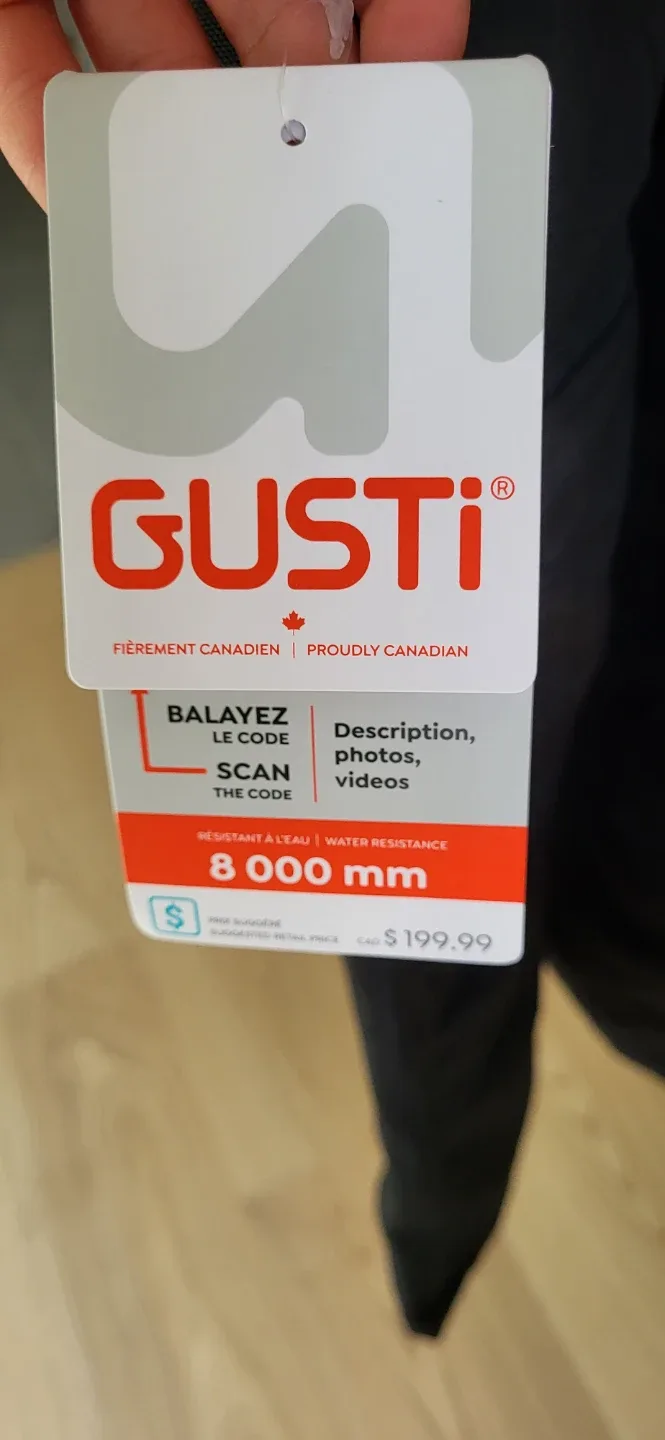 GUSTi®
FIÈREMENT CANADIEN | PROUDLY CANADIAN
BALAYEZ
LE CODE
SCAN
THE CODE
Description,
photos,
videos
RÉSISTANT À L'EAU | WATER RESISTANCE
8 000 mm
$
PRIX SUGGÉRÉ
SUGGESTED RETAIL PRICE
CAD $ 199.99